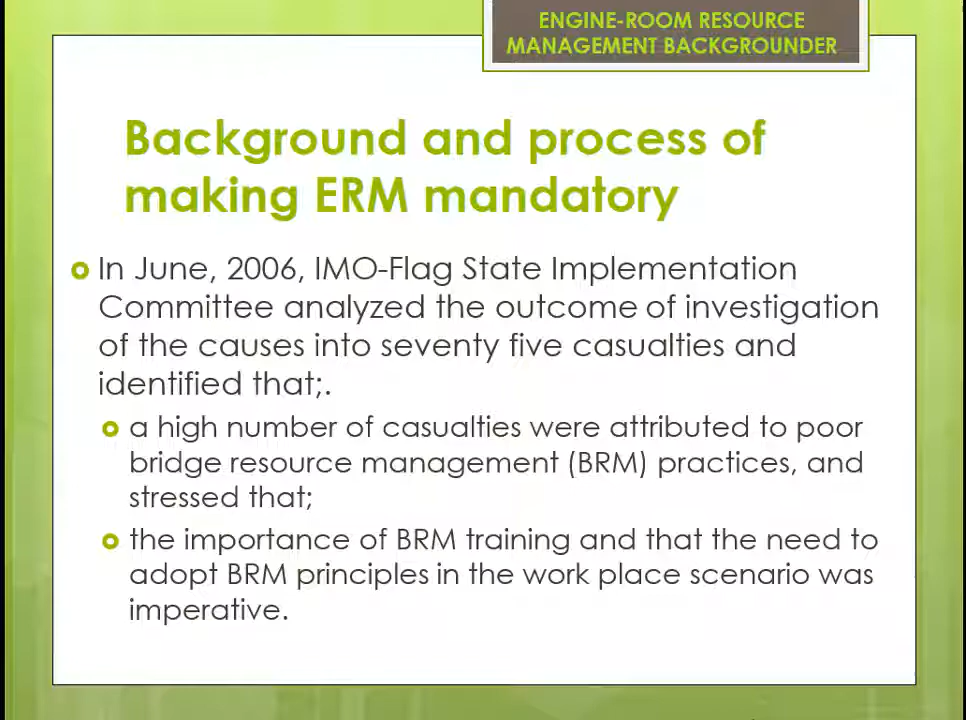 ENGINE-ROOM RESOURCE
MANAGEMENT BACKGROUNDER
Background and process of
making ERM mandatory
In June, 2006, IMO-Flag State Implementation
Committee analyzed the outcome of investigation
of the causes into seventy five casualties and
identified that;.
a high number of casualties were attributed to poor
bridge resource management (BRM) practices, and
stressed that;
the importance of BRM training and that the need to
adopt BRM principles in the work place scenario was
imperative.